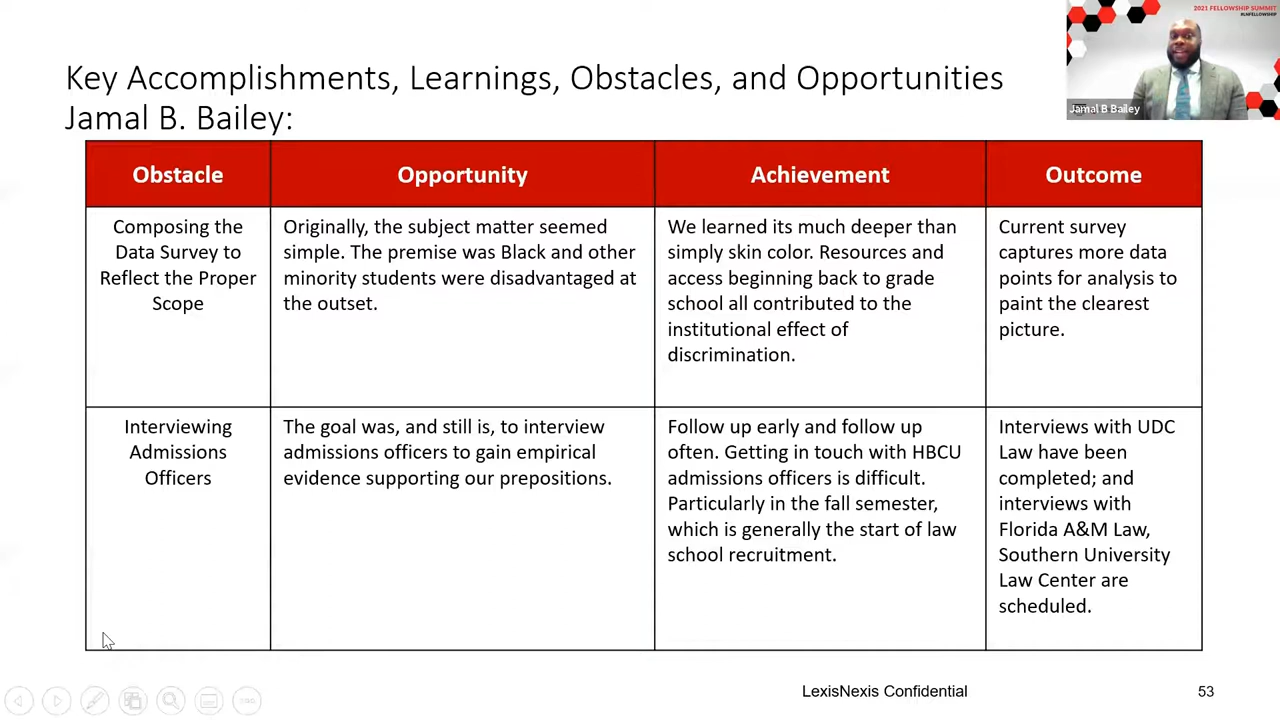 2021 FELLOWSHIP SUMMIT
#LNFELLOWSHIP
Jamal B Bailey
Key Accomplishments, Learnings, Obstacles, and Opportunities
Jamal B. Bailey:
Obstacle
Opportunity
Achievement
Outcome
Composing the
Data Survey to
Reflect the Proper
Scope
Originally, the subject matter seemed
simple. The premise was Black and other
minority students were disadvantaged at
the outset.
We learned its much deeper than
simply skin color. Resources and
access beginning back to grade
school all contributed to the
institutional effect of
discrimination.
Current survey
captures more data
points for analysis to
paint the clearest
picture.
Interviewing
Admissions
Officers
The goal was, and still is, to interview
admissions officers to gain empirical
evidence supporting our prepositions.
Follow up early and follow up
often. Getting in touch with HBCU
admissions officers is difficult.
Particularly in the fall semester,
which is generally the start of law
school recruitment.
Interviews with UDC
Law have been
completed; and
interviews with
Florida A&M Law,
Southern University
Law Center are
scheduled.
LexisNexis Confidential
53